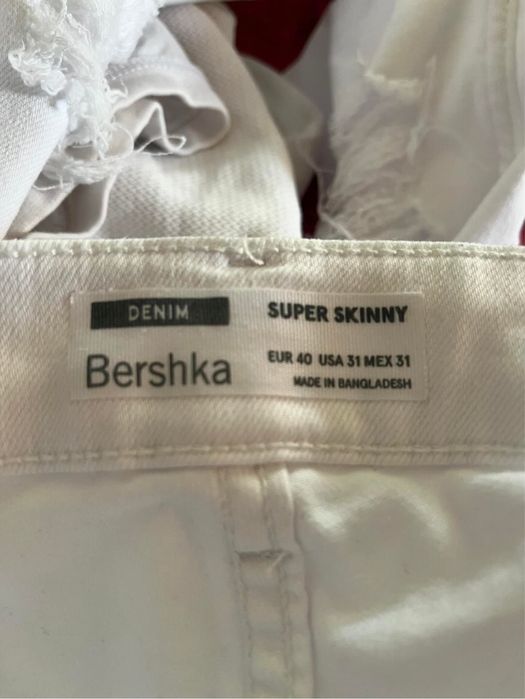 DENIM
Bershka
SUPER SKINNY
EUR 40 USA 31 MEX 31
MADE IN BANGLADESH